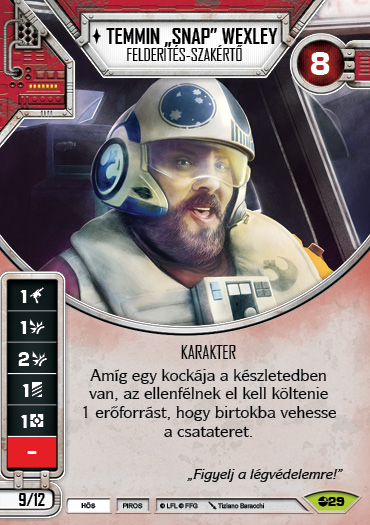 TEMMIN „SNAP” WEXLEY
FELDERÍTÉS-SZAKÉRTŐ
8
1
1
2
1
1
–
KARAKTER
Amíg egy kockája a készletedben
van, az ellenfélnek el kell költenie
1 erőforrást, hogy birtokba vehesse
a csatateret.
„Figyelj a légvédelemre!”
9/12
HŐS
PIROS
© LFL © FFG
Tiziano Baracchi
29